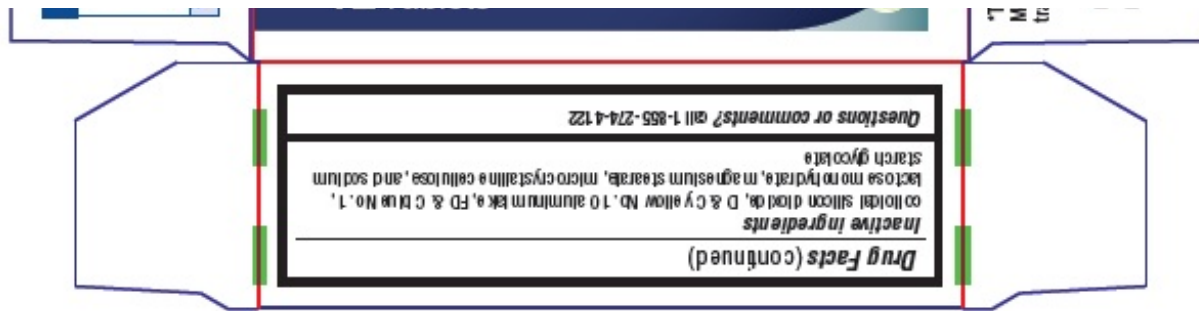 Drug Facts (continued)
Inactive ingredients
colloidal silicon dioxide, D & C yellow No. 10 aluminum lake, FD & C blue No. 1,
lactose monohydrate, magnesium stearate, microcrystalline cellulose, and sodium
starch glycolate
Questions or comments? call 1-855-274-4122